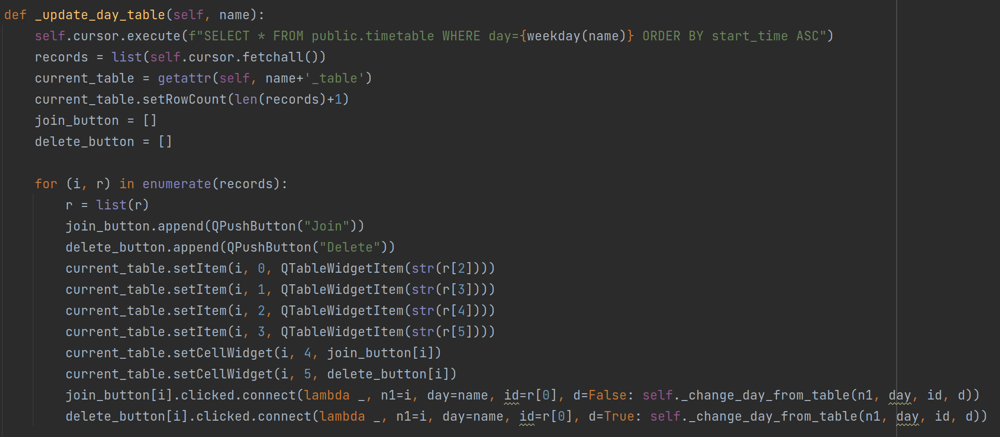 def _update_day_table(self, name):
    self.cursor.execute(f"SELECT * FROM public.timetable WHERE day={weekday(name)} ORDER BY start_time ASC")
    records = list(self.cursor.fetchall())
    current_table = getattr(self, name+'_table')
    current_table.setRowCount(len(records)+1)
    join_button = []
    delete_button = []

    for (i, r) in enumerate(records):
        r = list(r)
        join_button.append(QPushButton("Join"))
        delete_button.append(QPushButton("Delete"))
        current_table.setItem(i, 0, QTableWidgetItem(str(r[2])))
        current_table.setItem(i, 1, QTableWidgetItem(str(r[3])))
        current_table.setItem(i, 2, QTableWidgetItem(str(r[4])))
        current_table.setItem(i, 3, QTableWidgetItem(str(r[5])))
        current_table.setCellWidget(i, 4, join_button[i])
        current_table.setCellWidget(i, 5, delete_button[i])
        join_button[i].clicked.connect(lambda _, n1=i, day=name, id=r[0], d=False: self._change_day_from_table(n1, day, id, d))
        delete_button[i].clicked.connect(lambda _, n1=i, day=name, id=r[0], d=True: self._change_day_from_table(n1, day, id, d))